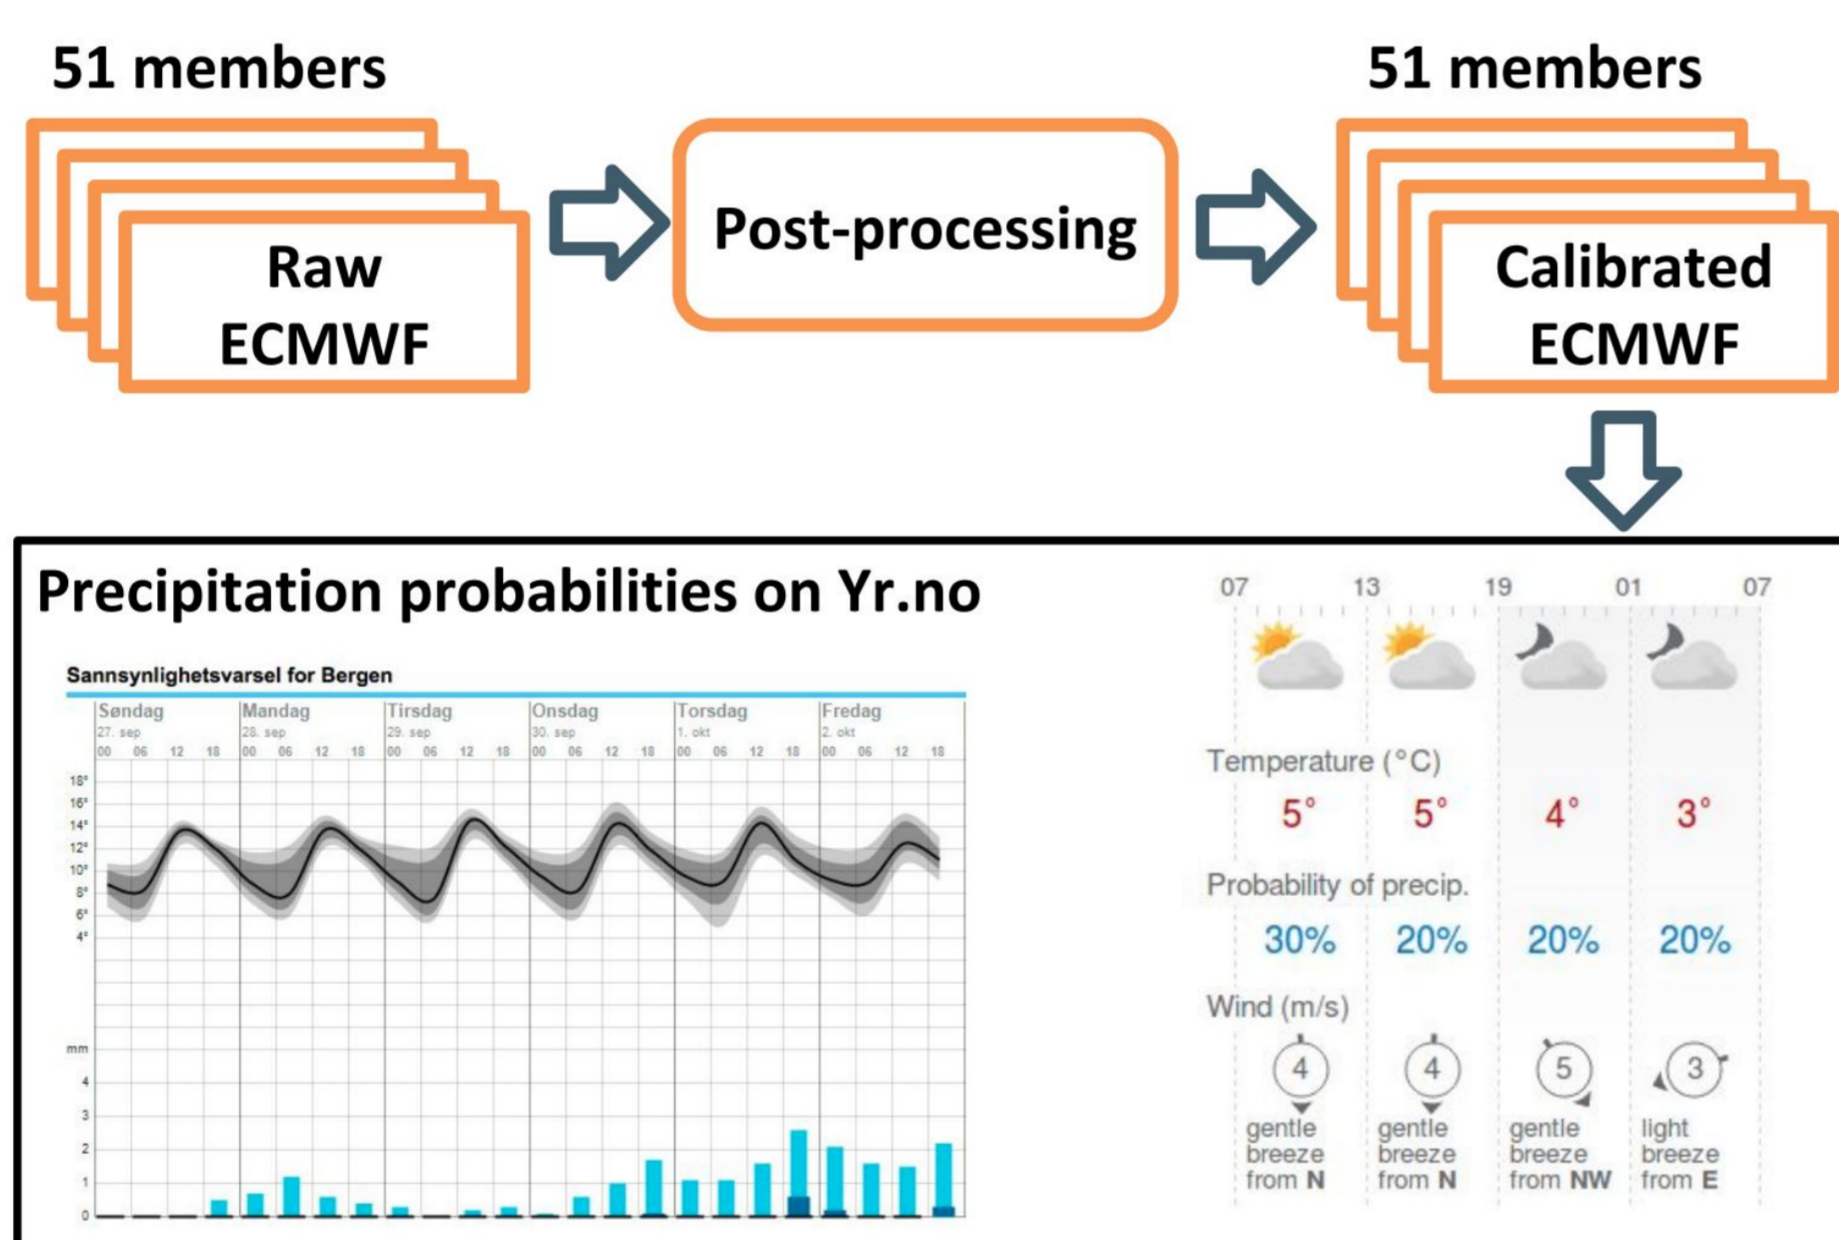 51 members
51 members
Raw
ECMWF
Post-processing
Calibrated
ECMWF
Precipitation probabilities on Yr.no
Sannsynlighetsvarsel for Bergen
Søndag Mandag Tirsdag Onsdag Torsdag Fredag
27. sep 28. sep 29. sep 30. sep 1. okt 2. okt
00 06 12 18 00 06 12 18 00 06 12 18 00 06 12 18 00 06 12 18 00 06 12 18
18°
16°
14°
12°
10°
8°
6°
4°
mm
4
3
2
1
0
07 13 19 01 07
Temperature (°C)
5° 5° 4° 3°
Probability of precip.
30% 20% 20% 20%
Wind (m/s)
4 4 5 3
gentle gentle gentle light
breeze breeze breeze breeze
from N from N from NW from E